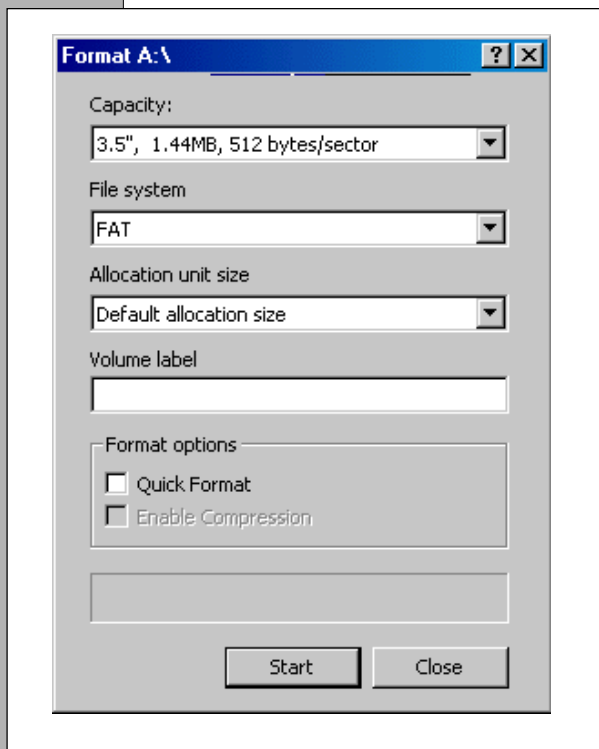 Format A:\
Capacity:
3.5", 1.44MB, 512 bytes/sector
File system
FAT
Allocation unit size
Default allocation size
Volume label
Format options
Quick Format
Enable Compression
Start Close